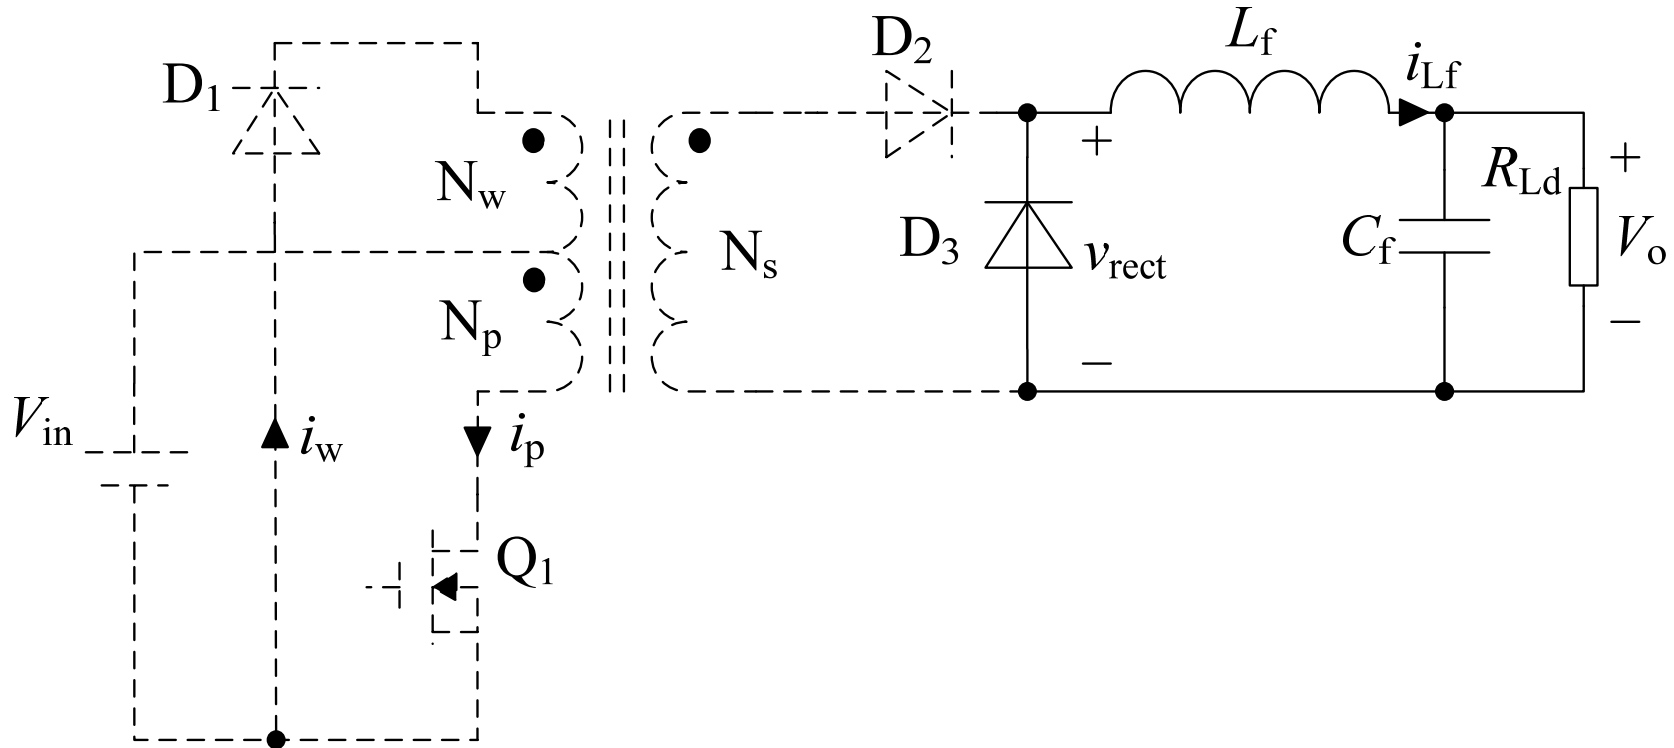 D2
Lf
iLf
D1
+
Nw
RLd
+
D3
vrect
Cf
Vo
Ns
Np
−
−
Vin
iw
ip
Q1